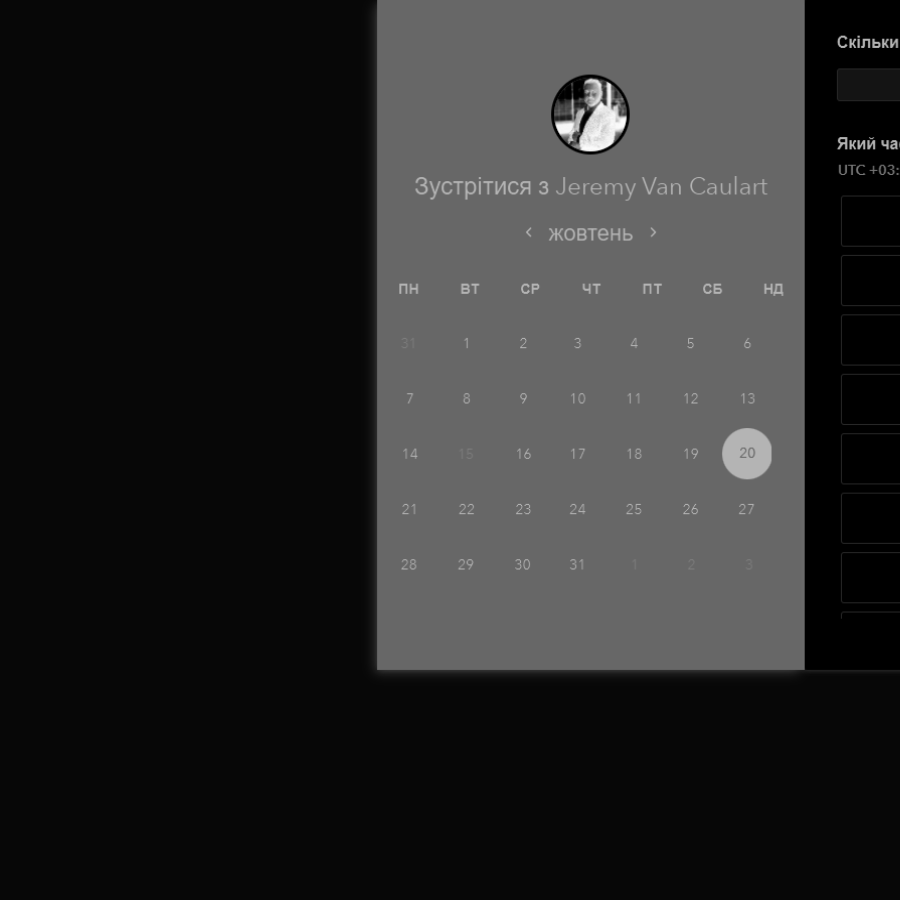 Зустрітися з Jeremy Van Caulart
жовтень
ПН ВТ СР ЧТ ПТ СБ НД
31 1 2 3 4 5 6
7 8 9 10 11 12 13
14 15 16 17 18 19 20
21 22 23 24 25 26 27
28 29 30 31 1 2 3
Скільки
Який
UTC +03: